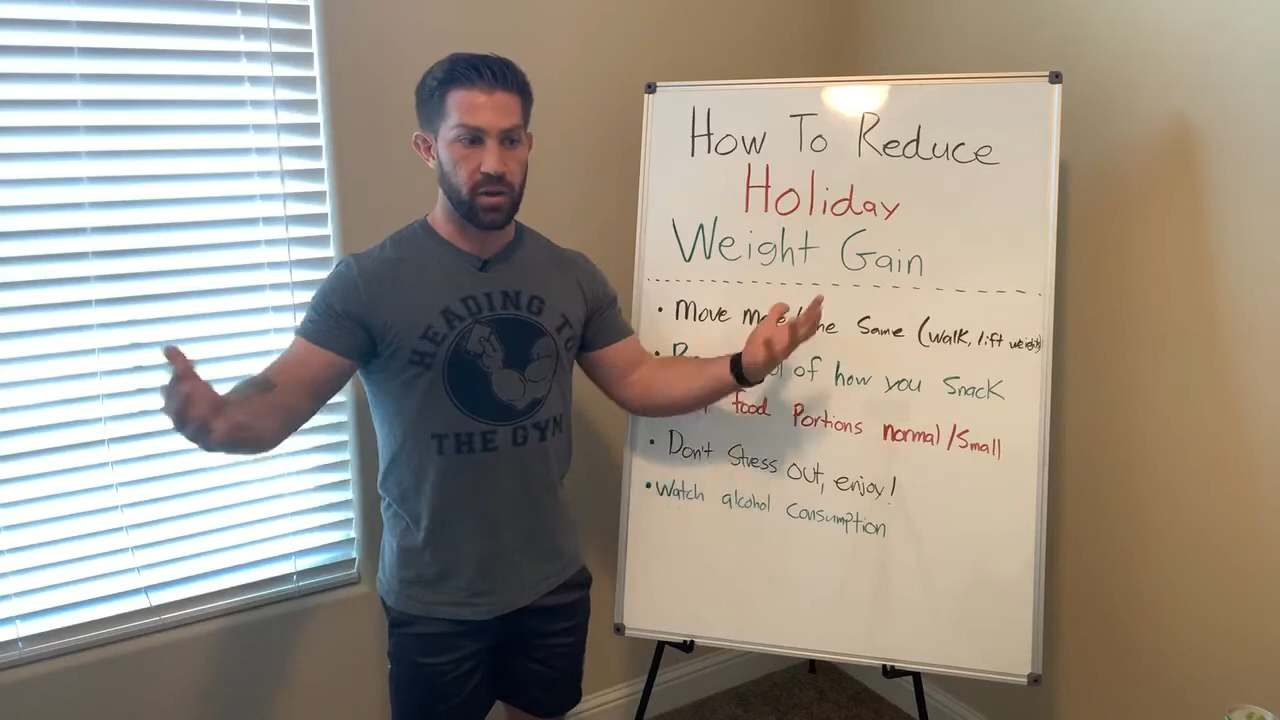 How To Reduce
Holiday
Weight Gain
• Move the Same (walk, lift weights)
• of how you Snack
food Portions normal/Small
• Don't Stress out, enjoy!
• Watch alcohol Consumption
HEADING TO
THE GYM